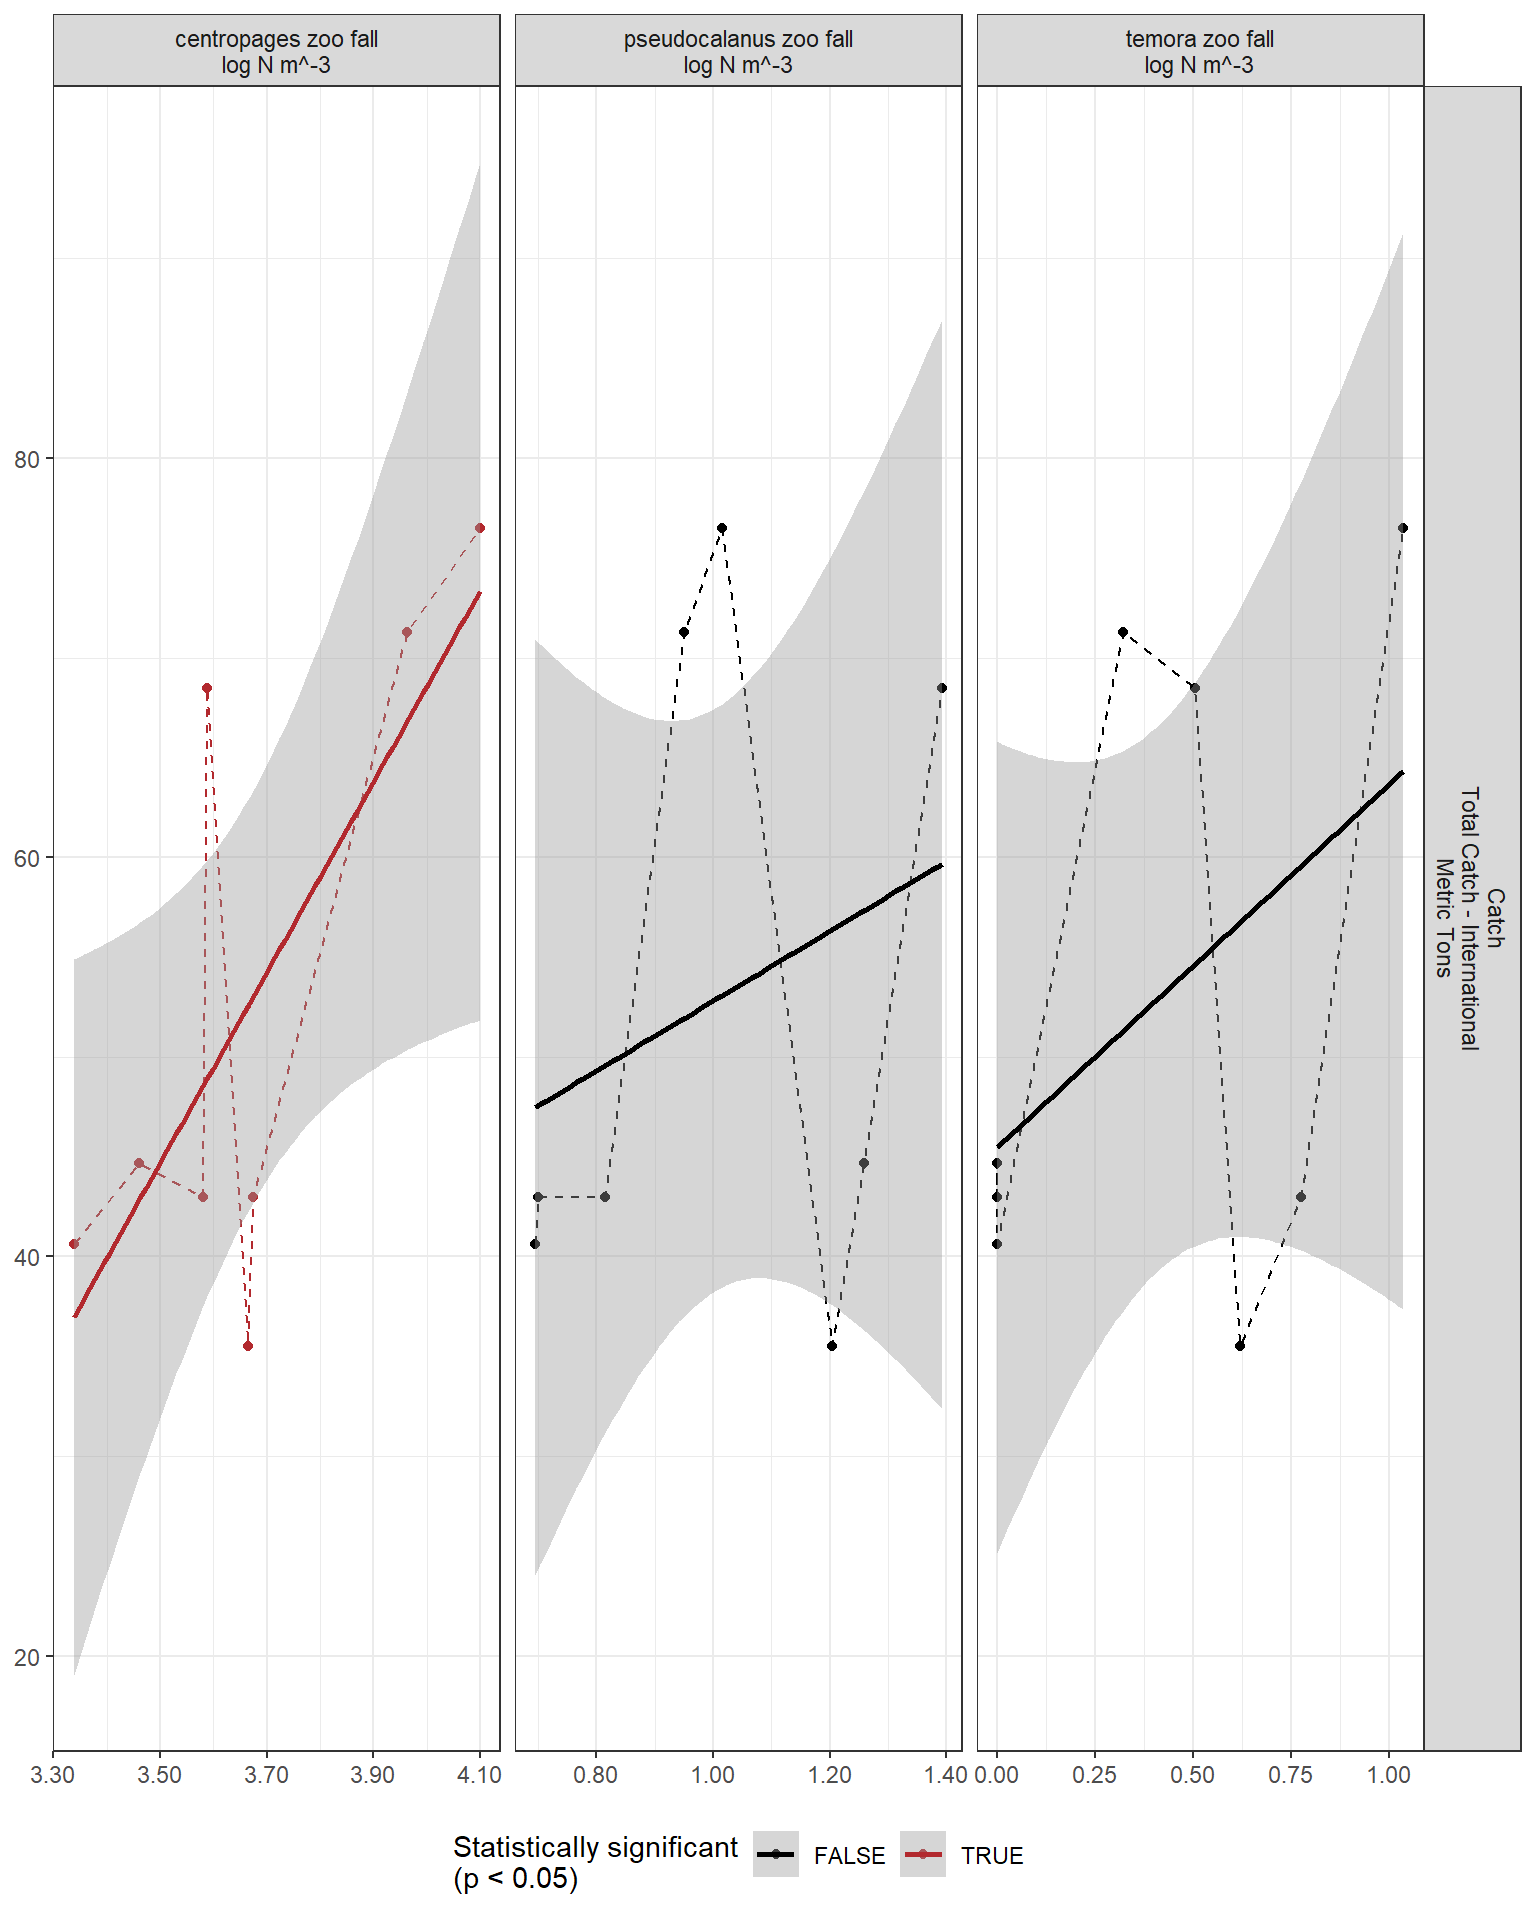 centropages zoo fall
log N m^-3
pseudocalanus zoo fall
log N m^-3
temora zoo fall
log N m^-3
Catch
Total Catch - International
Metric Tons
80
60
40
20
3.30 3.50 3.70 3.90 4.10
0.80 1.00 1.20 1.40
0.00 0.25 0.50 0.75 1.00
Statistically significant
(p < 0.05)
FALSE
TRUE